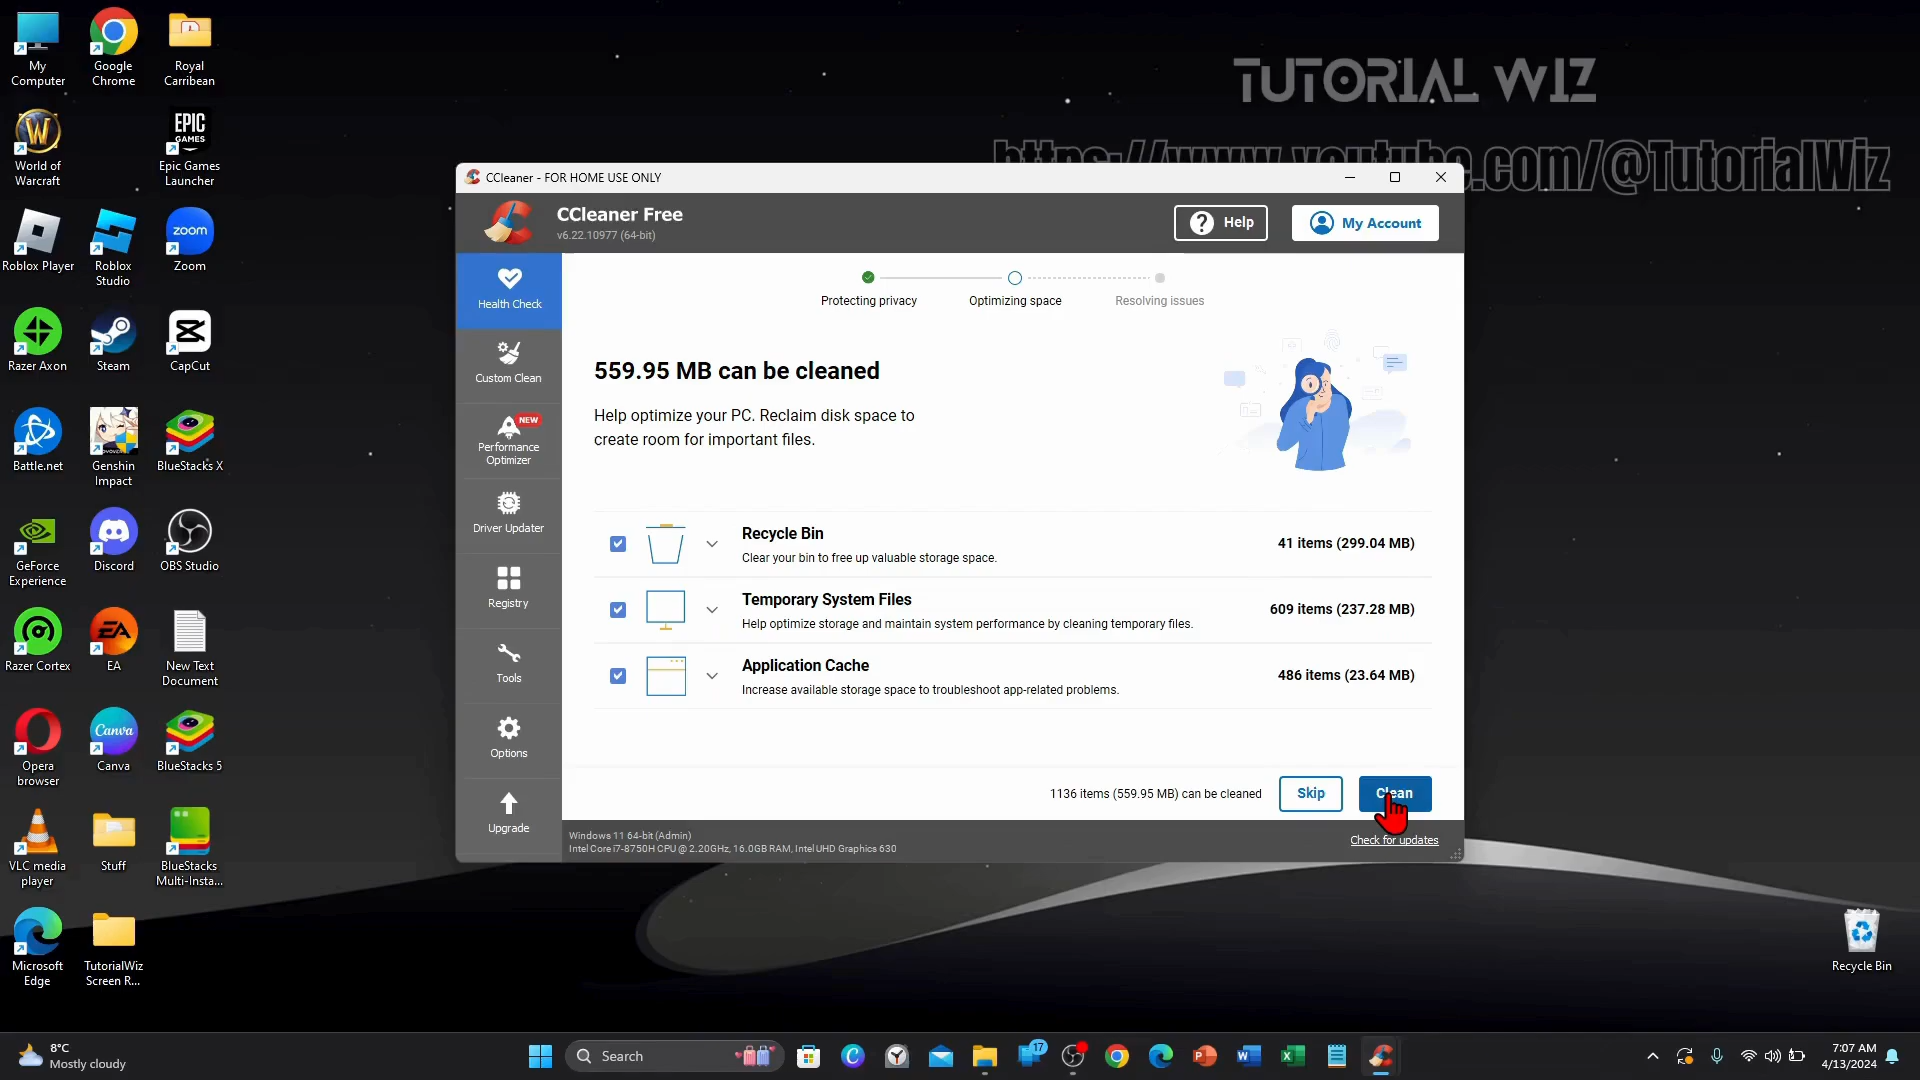 My
Computer
Google
Chrome
Royal
Carribean
World of
Warcraft
EPIC
GAMES
Epic Games
Launcher
Roblox Player
Roblox
Studio
zoom
Zoom
Razer Axon
Steam
CapCut
Battle.net
Genshin
Impact
BlueStacks X
GeForce
Experience
Discord
OBS Studio
Razer Cortex
EA
EA
New Text
Document
Opera
browser
Canva
Canva
BlueStacks 5
VLC media
player
Stuff
BlueStacks
Multi-Insta...
Microsoft
Edge
TutorialWiz
Screen R...
TUTORIAL WIZ
https://www.youtube.com/@TutorialWiz
CCleaner - FOR HOME USE ONLY
CCleaner Free
v6.22.10977 (64-bit)
Help
My Account
Health Check
Custom Clean
NEW
Performance
Optimizer
Driver Updater
Registry
Tools
Options
Upgrade
Protecting privacy
Optimizing space
Resolving issues
559.95 MB can be cleaned
Help optimize your PC. Reclaim disk space to
create room for important files.
Recycle Bin
Clear your bin to free up valuable storage space.
41 items (299.04 MB)
Temporary System Files
Help optimize storage and maintain system performance by cleaning temporary files.
609 items (237.28 MB)
Application Cache
Increase available storage space to troubleshoot app-related problems.
486 items (23.64 MB)
1136 items (559.95 MB) can be cleaned
Skip
Clean
Windows 11 64-bit (Admin)
Intel Core i7-8750H CPU @ 2.20GHz, 16.0GB RAM, Intel UHD Graphics 630
Check for updates
Recycle Bin
8°C
Mostly cloudy
Search
17
7:07 AM
4/13/2024